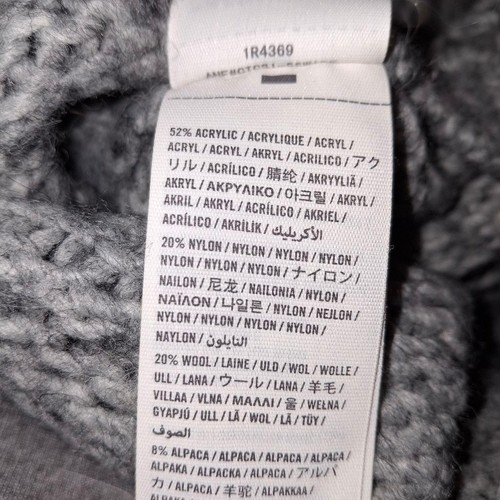 1R4369
52% ACRYLIC / ACRYLIQUE / ACRYL /
ACRYL / ACRYL / AKRYL / ACRILICO / アク
リル / ACRÍLICO / 腈纶 / AKRYYLIÄ /
AKRYL / ΑΚΡΥΛΙΚΟ / 아크릴 / AKRYL /
AKRIL / AKRYL / ACRÍLICO / AKRIEL /
ACRÍLICO / AKRİLİK / الأكريليك
20% NYLON / NYLON / NYLON / NYLON /
NYLON / NYLON / NYLON / ナイロン /
NAILON / 尼龙 / NAILONIA / NYLON /
ΝΑΪΛΟΝ / 나일론 / NYLON / NEJLON /
NYLON / NYLON / NYLON / NYLON /
NAYLON / النايلون
20% WOOL / LAINE / ULD / WOL / WOLLE /
ULL / LANA / ウール / LANA / 羊毛 /
VILLAA / VLNA / ΜΑΛΛΙ / 울 / WEŁNA /
GYAPJÚ / ULL / LÃ / WOL / LÃ / TÜY /
الصوف
8% ALPACA / ALPACA / ALPACA / ALPACA /
ALPAKA / ALPACKA / ALPACA / アルパ
カ / ALPACA / 羊驼 / ALPAKKAA /